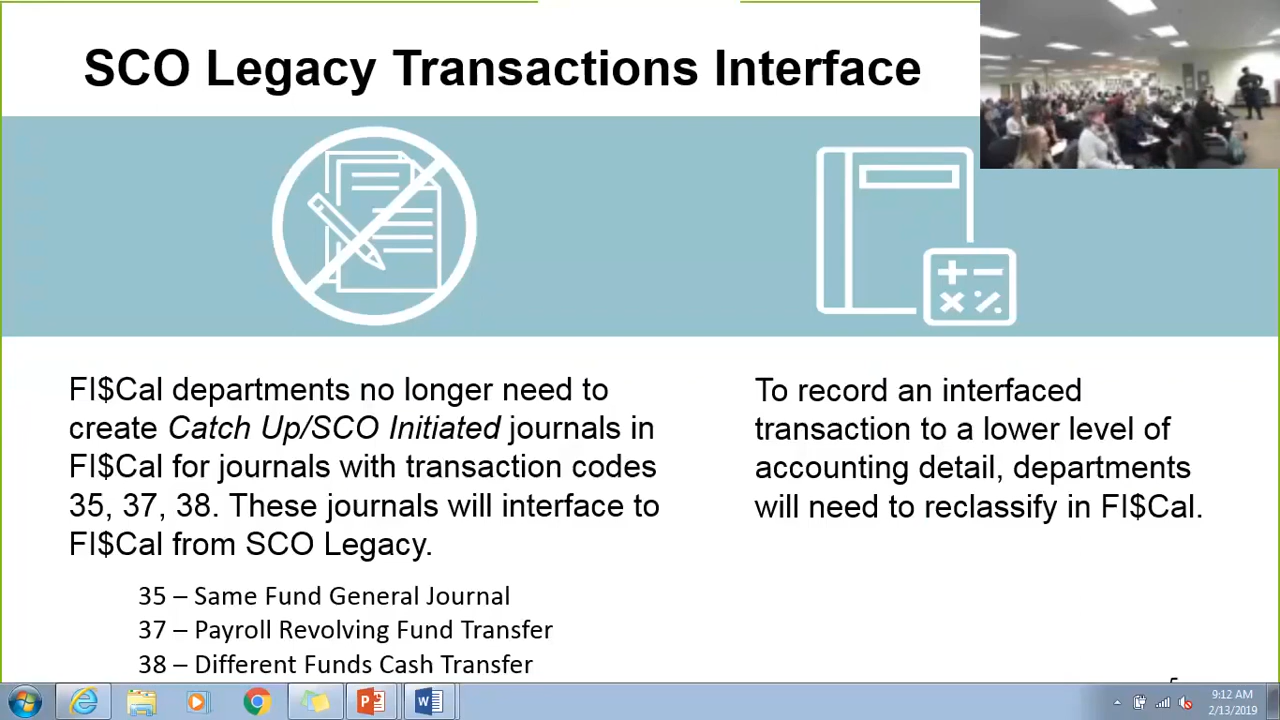 SCO Legacy Transactions Interface
FI$Cal departments no longer need to
create Catch Up/SCO Initiated journals in
FI$Cal for journals with transaction codes
35, 37, 38. These journals will interface to
FI$Cal from SCO Legacy.
35 – Same Fund General Journal
37 – Payroll Revolving Fund Transfer
38 – Different Funds Cash Transfer
To record an interfaced
transaction to a lower level of
accounting detail, departments
will need to reclassify in FI$Cal.
9:12 AM
2/13/2019